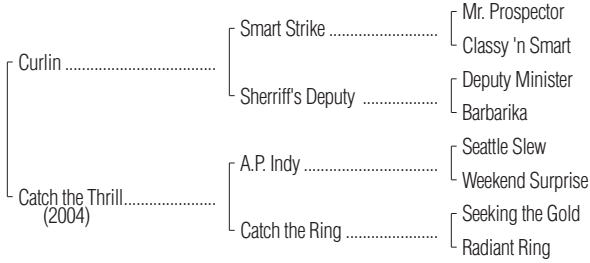 Mr. Prospector
Smart Strike ........................
Classy 'n Smart
Curlin ...................................
Deputy Minister
Sherriff's Deputy .................
Barbarika
Seattle Slew
A.P. Indy ...............................
Weekend Surprise
Catch the Thrill.....................
(2004)
Seeking the Gold
Catch the Ring .....................
Radiant Ring